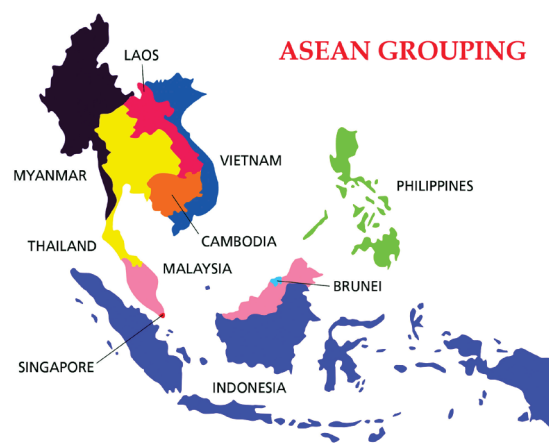 ASEAN GROUPING
LAOS
VIETNAM
MYANMAR
PHILIPPINES
CAMBODIA
THAILAND
MALAYSIA
BRUNEI
SINGAPORE
INDONESIA